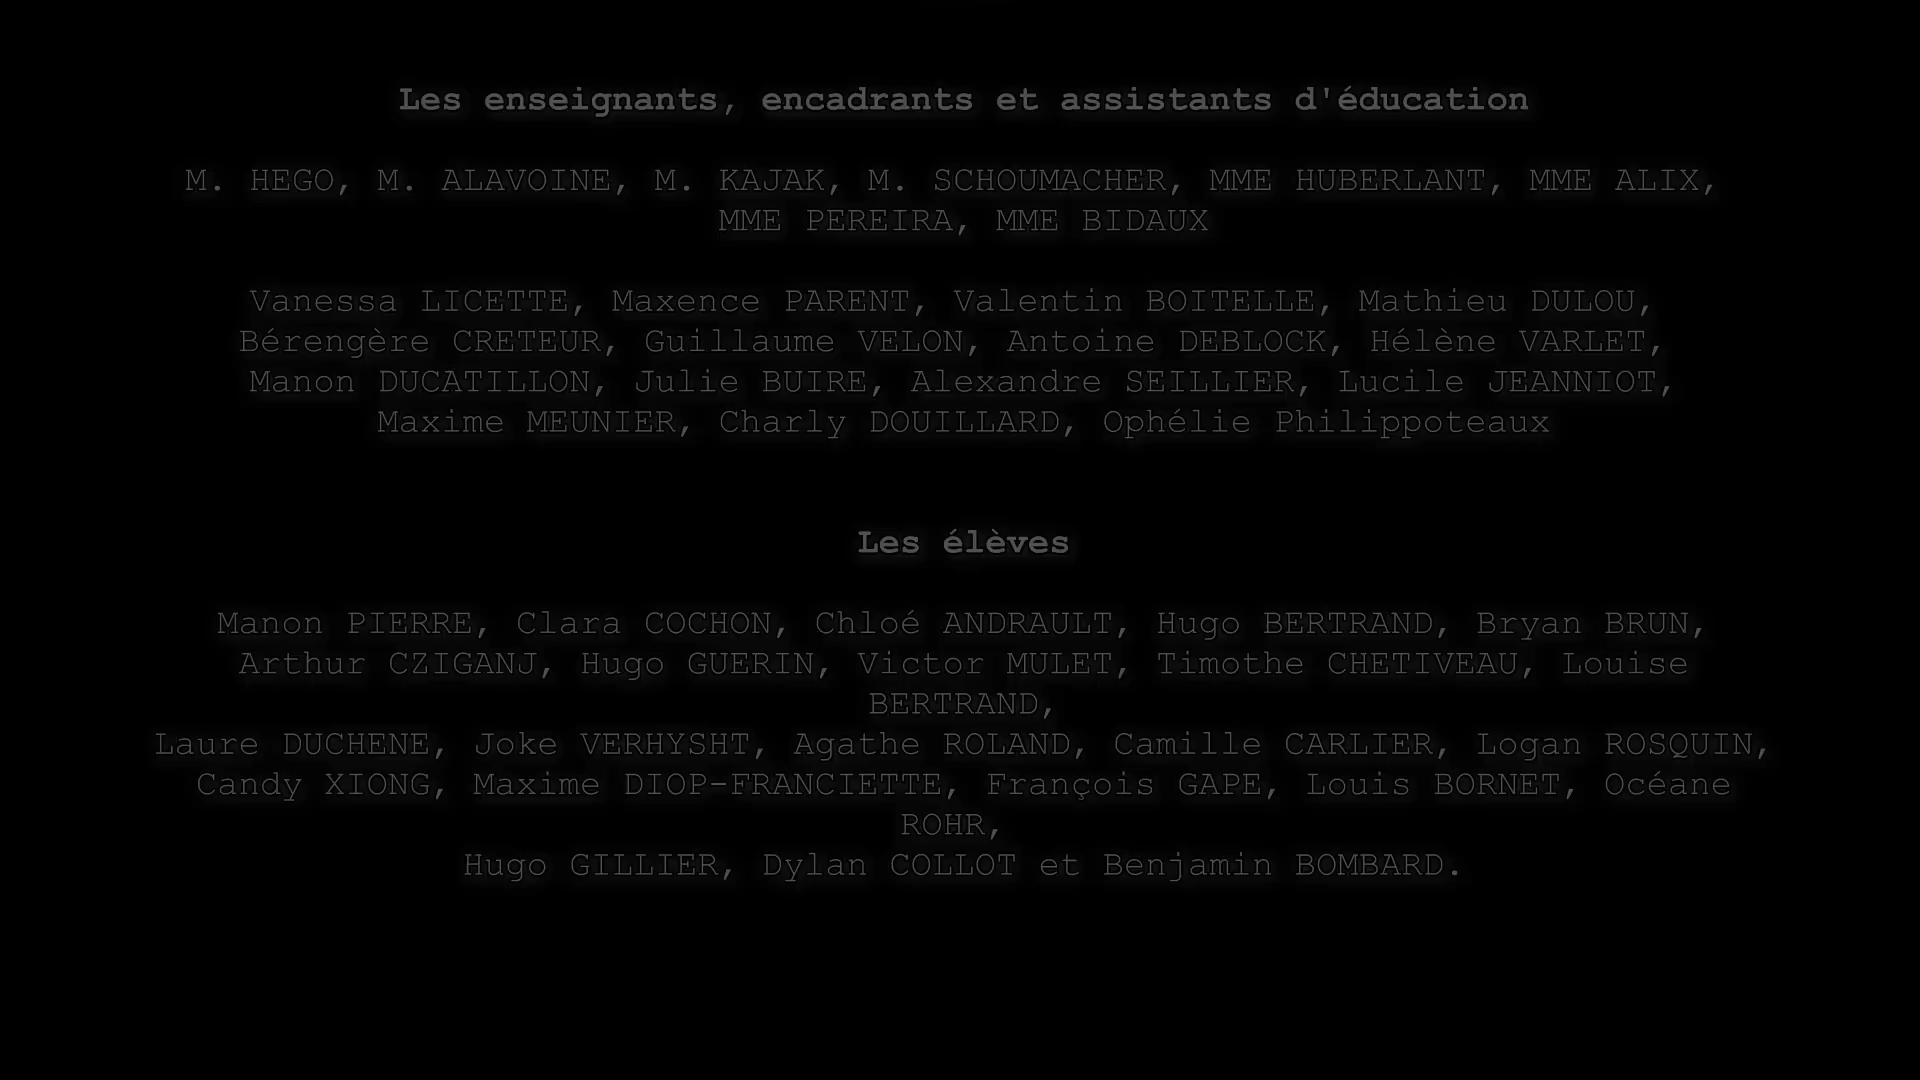 Les enseignants, encadrants et assistants d'éducation
M. HEGO, M. ALAVOINE, M. KAJAK, M. SCHOUMACHER, MME HUBERLANT, MME ALIX,
MME PEREIRA, MME BIDAUX
Vanessa LICETTE, Maxence PARENT, Valentin BOITELLE, Mathieu DULOU,
Bérengère CRETEUR, Guillaume VELON, Antoine DEBLOCK, Hélène VARLET,
Manon DUCATILLON, Julie BUIRE, Alexandre SEILLIER, Lucile JEANNIOT,
Maxime MEUNIER, Charly DOUILLARD, Ophélie Philippoteaux
Les élèves
Manon PIERRE, Clara COCHON, Chloé ANDRAULT, Hugo BERTRAND, Bryan BRUN,
Arthur CZIGANJ, Hugo GUERIN, Victor MULET, Timothe CHETIVEAU, Louise
BERTRAND,
Laure DUCHENE, Joke VERHYSHT, Agathe ROLAND, Camille CARLIER, Logan ROSQUIN,
Candy XIONG, Maxime DIOP-FRANCIETTE, François GAPE, Louis BORNET, Océane
ROHR,
Hugo GILLIER, Dylan COLLOT et Benjamin BOMBARD.